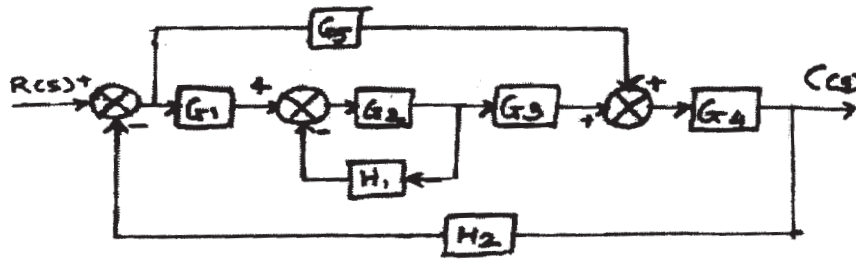 G5
R(s) + G1 + G2 G3 + + G4 C(s)
- -
H1
H2